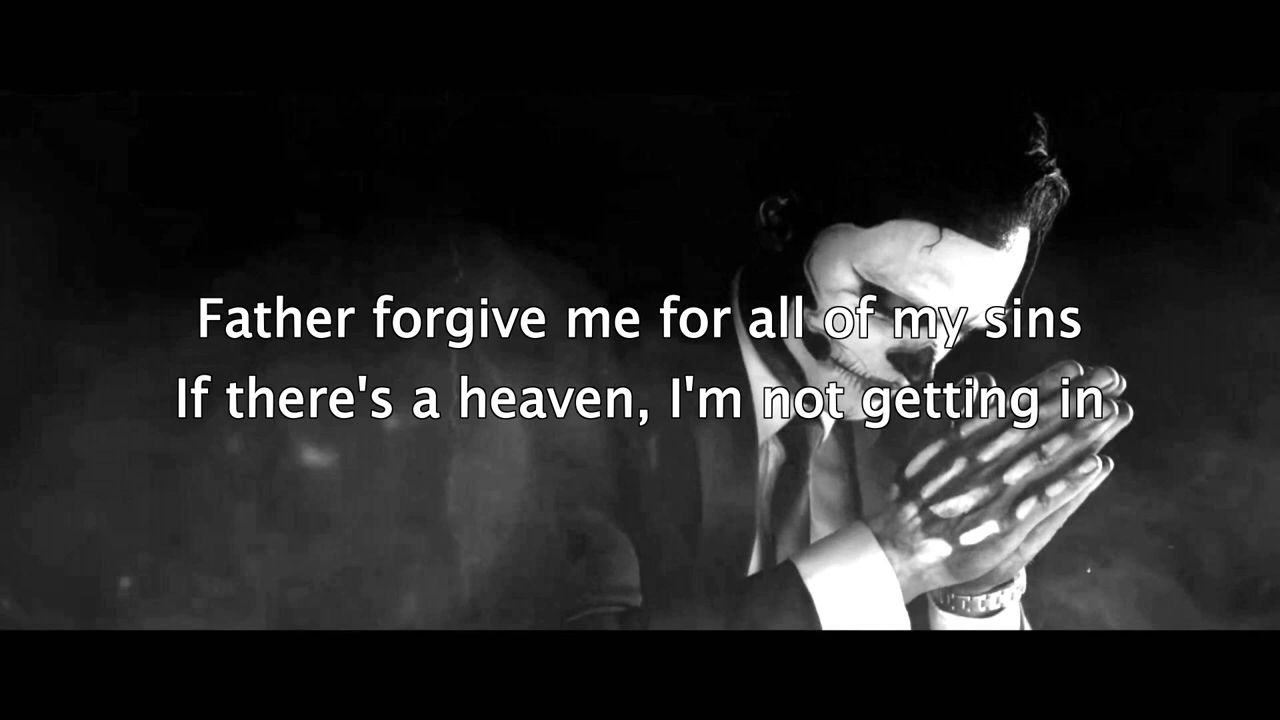 Father forgive me for all of my sins
If there's a heaven, I'm not getting in